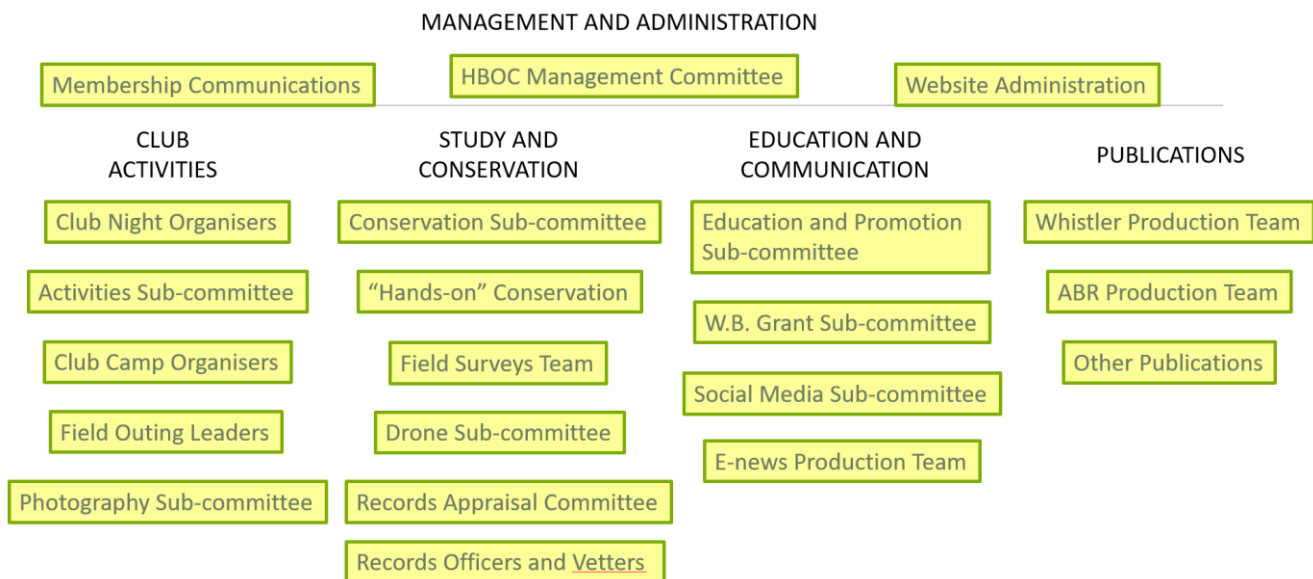 MANAGEMENT AND ADMINISTRATION
Membership Communications
HBOC Management Committee
Website Administration
CLUB
ACTIVITIES
Club Night Organisers
Activities Sub-committee
Club Camp Organisers
Field Outing Leaders
Photography Sub-committee
STUDY AND
CONSERVATION
Conservation Sub-committee
“Hands-on” Conservation
Field Surveys Team
Drone Sub-committee
Records Appraisal Committee
Records Officers and Vetters
EDUCATION AND
COMMUNICATION
Education and Promotion
Sub-committee
W.B. Grant Sub-committee
Social Media Sub-committee
E-news Production Team
PUBLICATIONS
Whistler Production Team
ABR Production Team
Other Publications